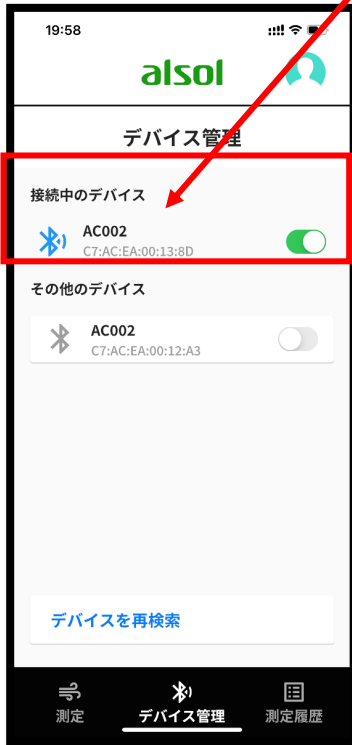 19:58
alsol
デバイス管理
接続中のデバイス
AC002
C7:AC:EA:00:13:8D
その他のデバイス
AC002
C7:AC:EA:00:12:A3
デバイスを再検索
測定
デバイス管理
測定履歴